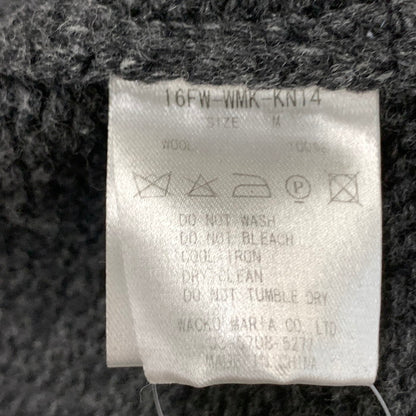 16FW-WMK-KN14
SIZE M
WOOL 100%
P
DO NOT WASH
DO NOT BLEACH
COOL IRON
DRY CLEAN
DO NOT TUMBLE DRY
WACKO MARIA CO. LTD
MADE IN CHINA